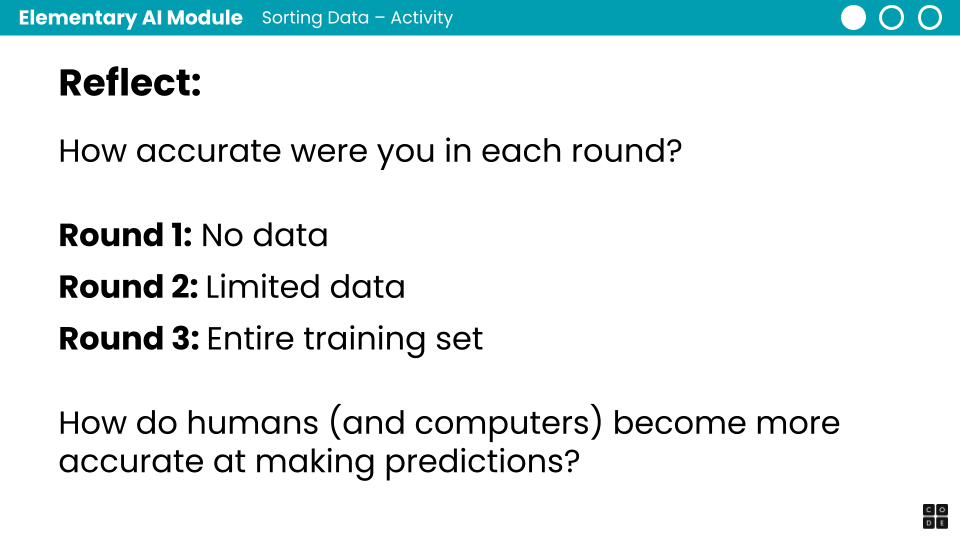 Elementary AI Module Sorting Data – Activity
Reflect:
How accurate were you in each round?
Round 1: No data
Round 2: Limited data
Round 3: Entire training set
How do humans (and computers) become more
accurate at making predictions?
C O
D E